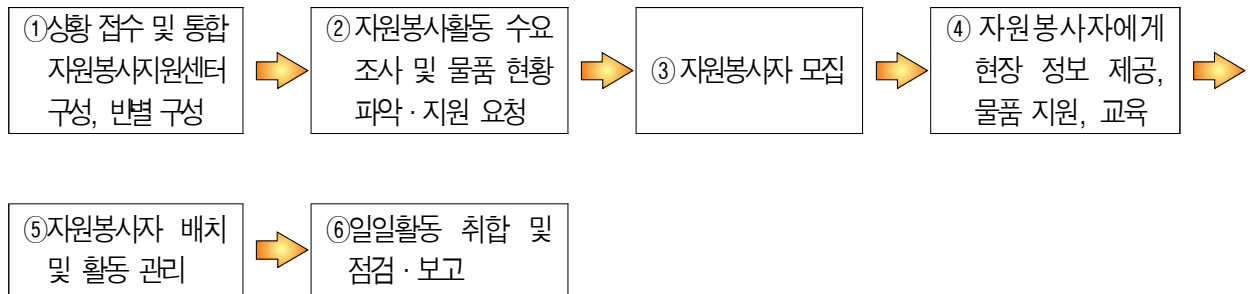 ①상황 접수 및 통합
자원봉사지원센터
구성, 반별 구성
② 자원봉사활동 수요
조사 및 물품 현황
파악 · 지원 요청
③ 자원봉사자 모집
④ 자원봉사자에게
현장 정보 제공,
물품 지원, 교육
⑤자원봉사자 배치
및 활동 관리
⑥일일활동 취합 및
점검 · 보고